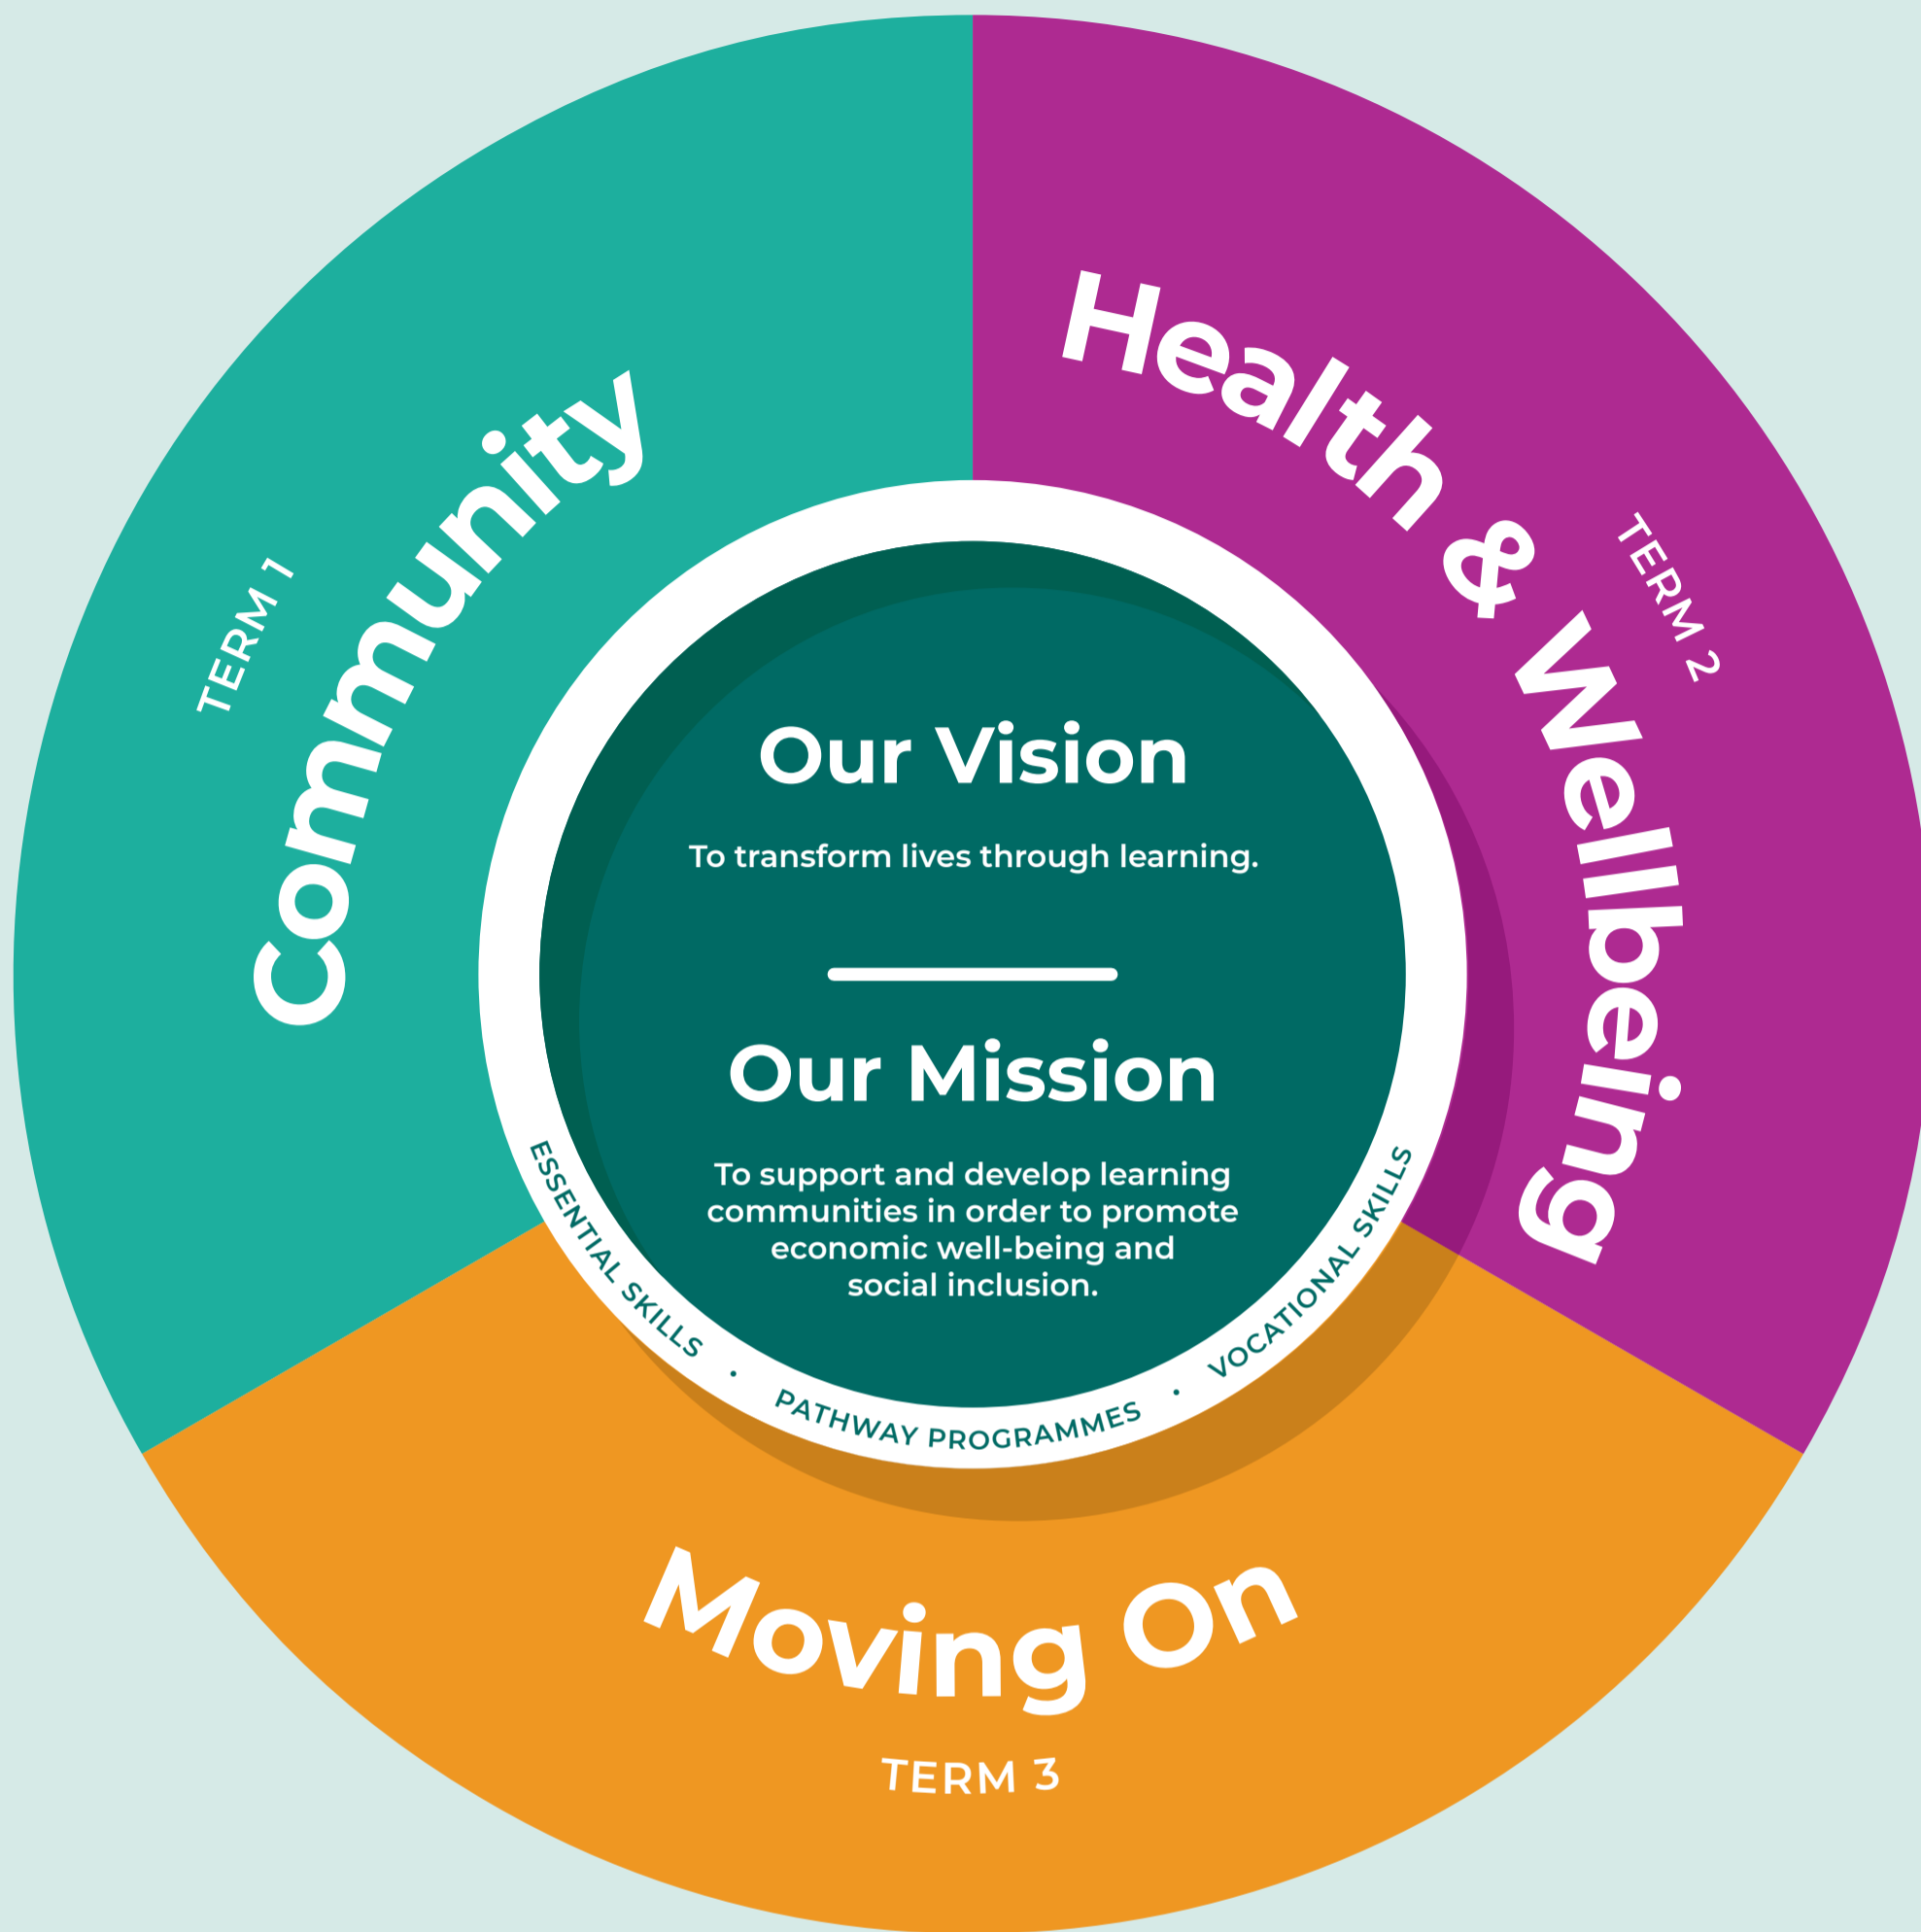 Community
TERM 1
Health & Wellbeing
TERM 2
Our Vision
To transform lives through learning.
Our Mission
To support and develop learning
communities in order to promote
economic well-being and
social inclusion.
ESSENTIAL SKILLS • PATHWAY PROGRAMMES • VOCATIONAL SKILLS
Moving On
TERM 3